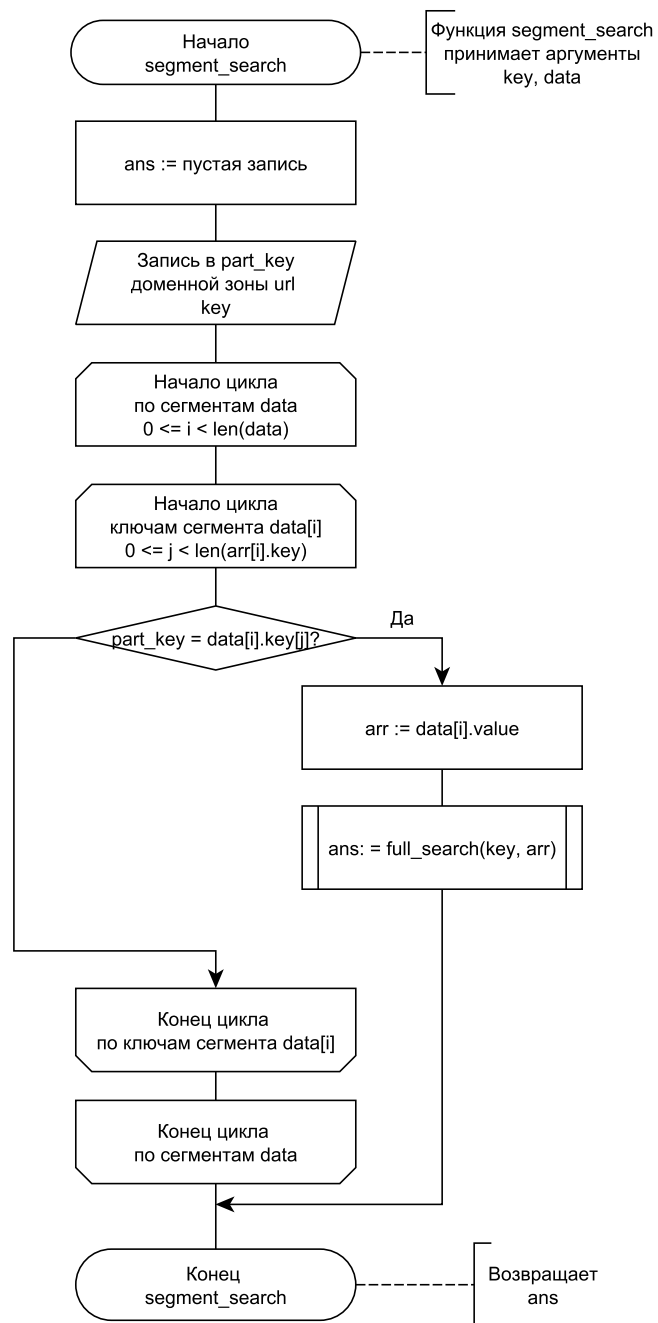 Начало
segment_search
Функция segment_search
принимает аргументы
key, data
ans := пустая запись
Запись в part_key
доменной зоны url
key
Начало цикла
по сегментам data
0 <= i < len(data)
Начало цикла
ключам сегмента data[i]
0 <= j < len(arr[i].key)
part_key = data[i].key[j]?
Да
arr := data[i].value
ans: = full_search(key, arr)
Конец цикла
по ключам сегмента data[i]
Конец цикла
по сегментам data
Конец
segment_search
Возвращает
ans